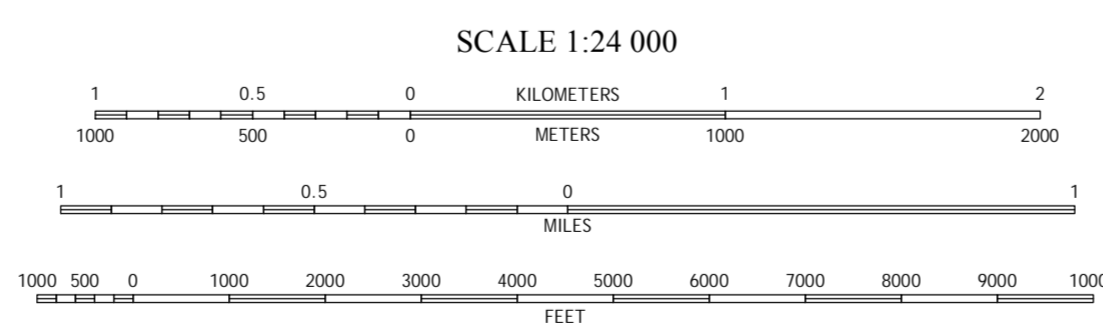 SCALE 1:24 000
1 0.5 0 KILOMETERS 1 2
1000 500 0 METERS 1000 2000
1 0.5 0 1
MILES
1000 500 0 1000 2000 3000 4000 5000 6000 7000 8000 9000 1000
FEET